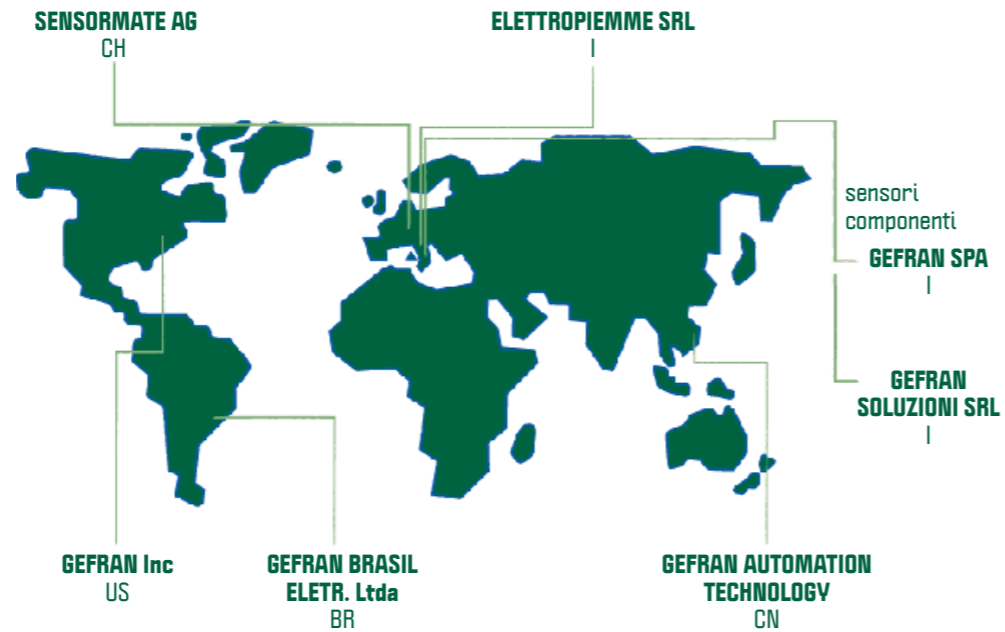 SENSORMATE AG
CH
ELETTROPIEMME SRL
I
sensori
componenti
GEFRAN SPA
I
GEFRAN
SOLUZIONI SRL
I
GEFRAN Inc
US
GEFRAN BRASIL
ELETR. Ltda
BR
GEFRAN AUTOMATION
TECHNOLOGY
CN